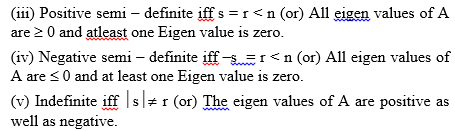 (iii) Positive semi – definite iff s = r < n (or) All eigen values of A
are ≥ 0 and atleast one Eigen value is zero.
(iv) Negative semi – definite iff –s = r < n (or) All eigen values of
A are ≤ 0 and at least one Eigen value is zero.
(v) Indefinite iff |s| ≠ r (or) The eigen values of A are positive as
well as negative.